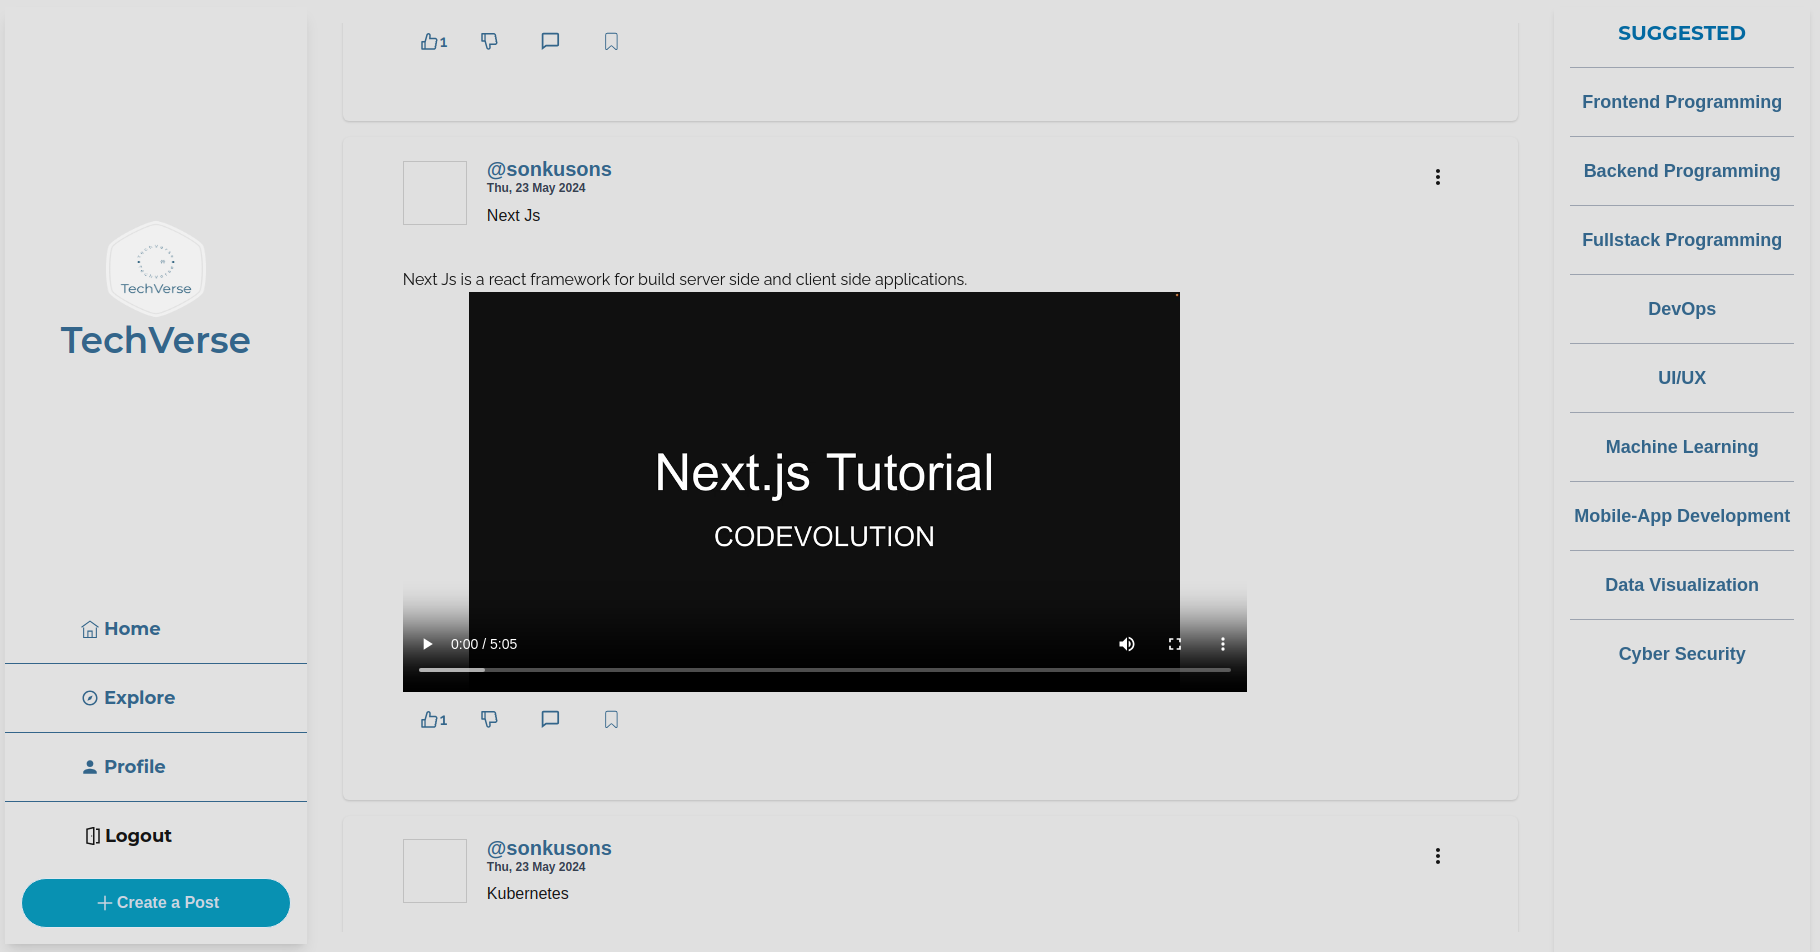 TechVerse
TechVerse
Home
Explore
Profile
Logout
Create a Post
1
@sonkusons
Thu, 23 May 2024
Next Js
Next Js is a react framework for build server side and client side applications.
Next.js Tutorial
CODEVOLUTION
0:00 / 5:05
1
@sonkusons
Thu, 23 May 2024
Kubernetes
SUGGESTED
Frontend Programming
Backend Programming
Fullstack Programming
DevOps
UI/UX
Machine Learning
Mobile-App Development
Data Visualization
Cyber Security